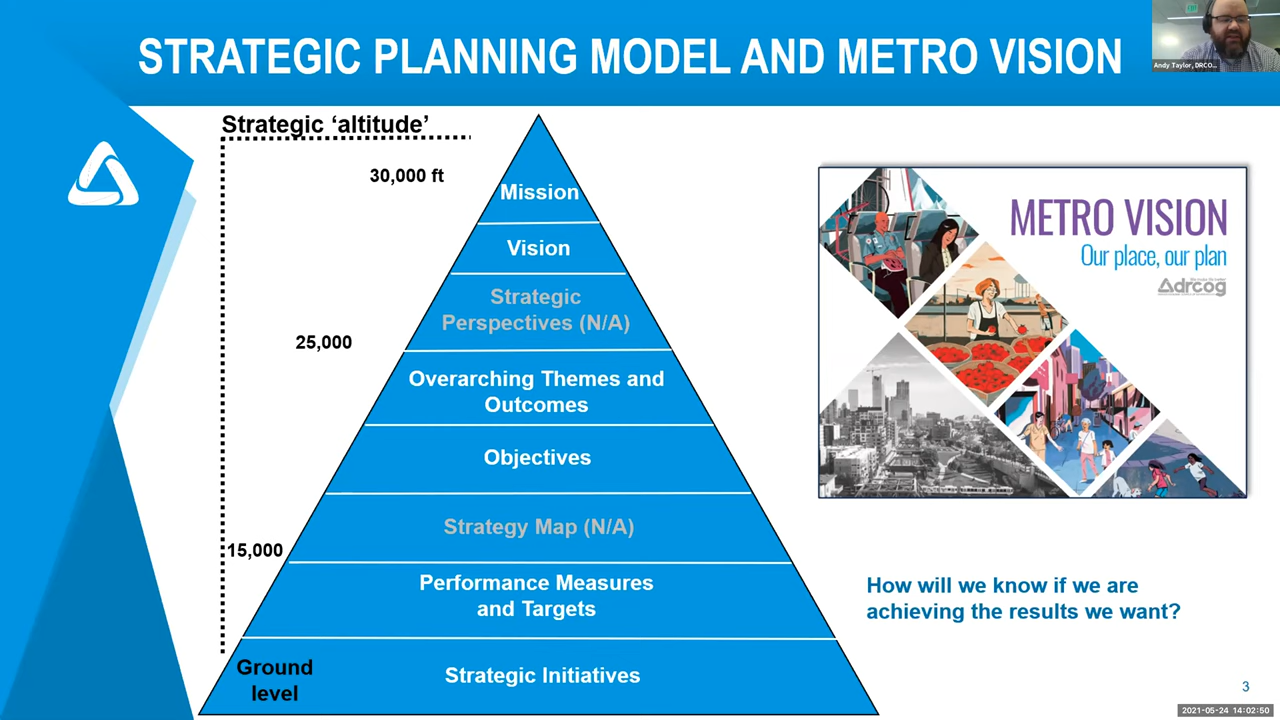 STRATEGIC PLANNING MODEL AND METRO VISION
Andy Taylor, DRCO...
Strategic ‘altitude’
30,000 ft
Mission
Vision
Strategic
Perspectives (N/A)
25,000
Overarching Themes and
Outcomes
Objectives
Strategy Map (N/A)
15,000
Performance Measures
and Targets
Ground
level
Strategic Initiatives
METRO VISION
Our place, our plan
drcog
How will we know if we are
achieving the results we want?
3
2021-05-24 14:02:50